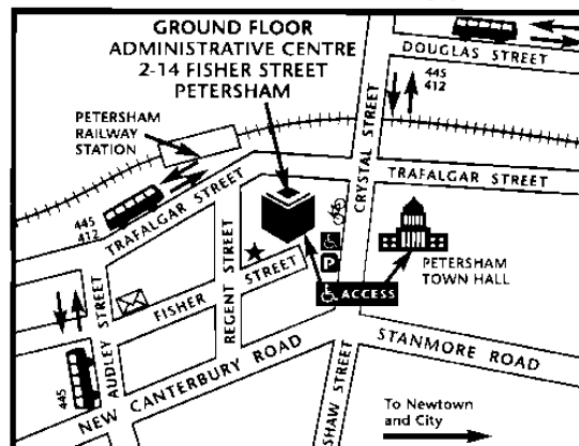 GROUND FLOOR
ADMINISTRATIVE CENTRE
2-14 FISHER STREET
PETERSHAM
DOUGLAS STREET
445
412
PETERSHAM
RAILWAY
STATION
CRYSTAL STREET
TRAFALGAR STREET
TRAFALGAR STREET
445
412
REGENT STREET
P
PETERSHAM
TOWN HALL
FISHER STREET
ACCESS
AUDLEY STREET
445
NEW CANTERBURY ROAD
STANMORE ROAD
SHAW STREET
To Newtown
and City